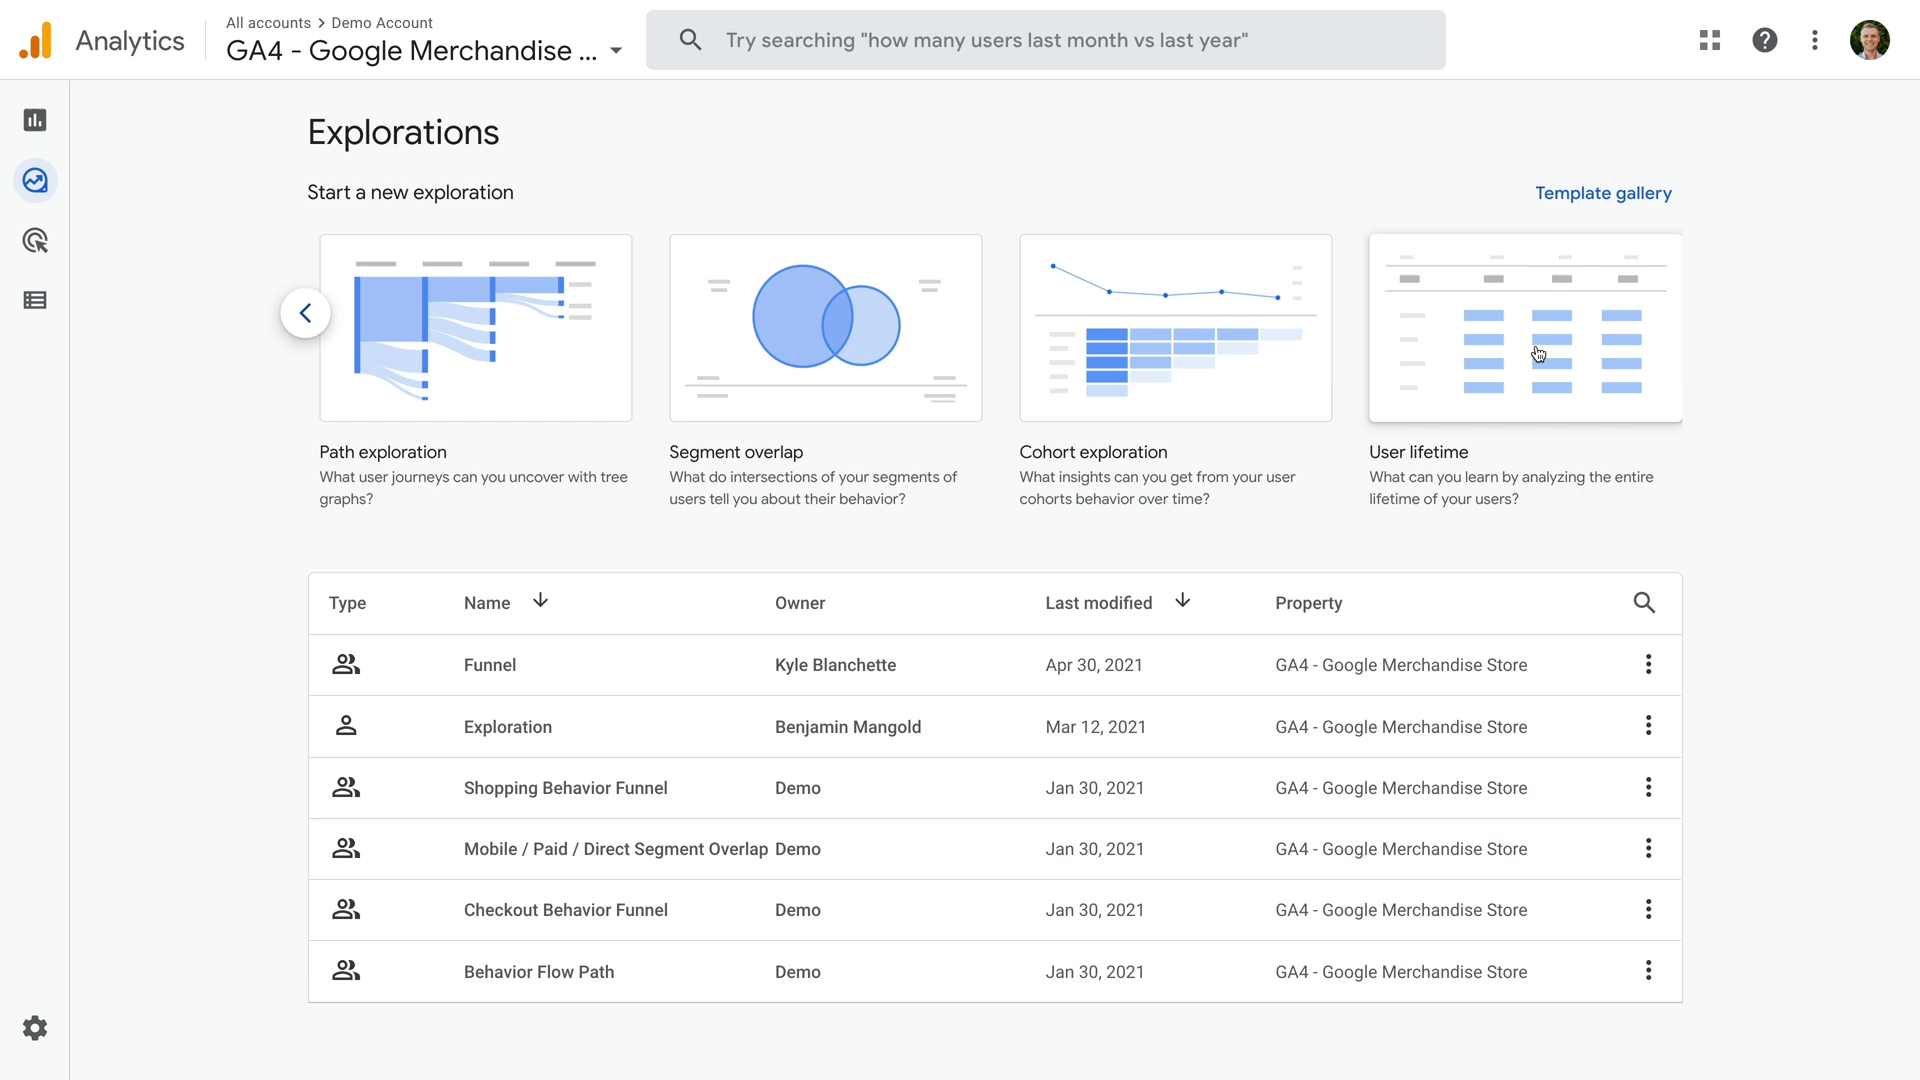 Analytics
All accounts > Demo Account
GA4 - Google Merchandise ...
Try searching "how many users last month vs last year"
Explorations
Start a new exploration
Template gallery
Path exploration
What user journeys can you uncover with tree
graphs?
Segment overlap
What do intersections of your segments of
users tell you about their behavior?
Cohort exploration
What insights can you get from your user
cohorts behavior over time?
User lifetime
What can you learn by analyzing the entire
lifetime of your users?
Type Name Owner Last modified Property
Funnel Kyle Blanchette Apr 30, 2021 GA4 - Google Merchandise Store
Exploration Benjamin Mangold Mar 12, 2021 GA4 - Google Merchandise Store
Shopping Behavior Funnel Demo Jan 30, 2021 GA4 - Google Merchandise Store
Mobile / Paid / Direct Segment Overlap Demo Jan 30, 2021 GA4 - Google Merchandise Store
Checkout Behavior Funnel Demo Jan 30, 2021 GA4 - Google Merchandise Store
Behavior Flow Path Demo Jan 30, 2021 GA4 - Google Merchandise Store